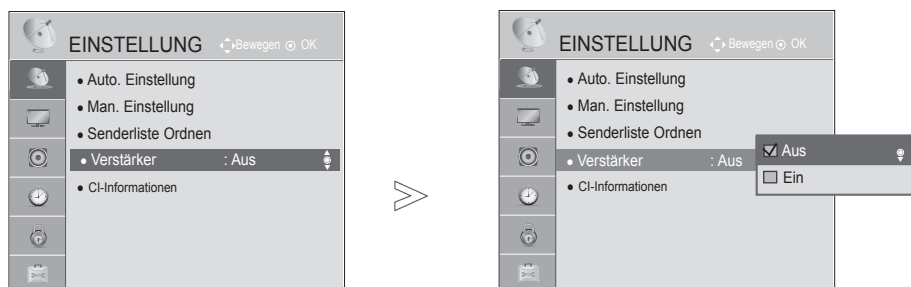 EINSTELLUNG Bewegen OK
• Auto. Einstellung
• Man. Einstellung
• Senderliste Ordnen
• Verstärker : Aus
• CI-Informationen
EINSTELLUNG Bewegen OK
• Auto. Einstellung
• Man. Einstellung
• Senderliste Ordnen
• Verstärker : Aus
• CI-Informationen
Aus
Ein